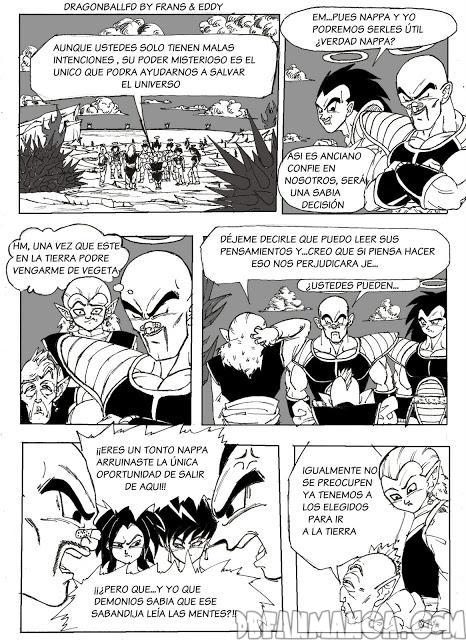 DRAGONBALLFD BY FRANS & EDDY
AUNQUE USTEDES SOLO TIENEN MALAS
INTENCIONES , SU PODER MISTERIOSO ES EL
UNICO QUE PODRA AYUDARNOS A SALVAR
EL UNIVERSO
EM...PUES NAPPA Y YO
PODREMOS SERLES ÚTIL
¿VERDAD NAPPA?
ASI ES ANCIANO
CONFIE EN
NOSOTROS, SERÁ
UNA SABIA
DECISIÓN
HM, UNA VEZ QUE ESTE
EN LA TIERRA PODRE
VENGARME DE VEGETA
DÉJEME DECIRLE QUE PUEDO LEER SUS
PENSAMIENTOS Y...CREO QUE SI PIENSA HACER
ESO NOS PERJUDICARA JE...
¿USTEDES PUEDEN...
¡¡ERES UN TONTO NAPPA
ARRUINASTE LA ÚNICA
OPORTUNIDAD DE SALIR
DE AQUI!!!
¡¡¿PERO QUE...Y YO QUE
DEMONIOS SABIA QUE ESE
SABANDIJA LEÍA LAS MENTES?!!
IGUALMENTE NO
SE PREOCUPEN
YA TENEMOS A
LOS ELEGIDOS
PARA IR
A LA TIERRA
DBFANMANGA.COM